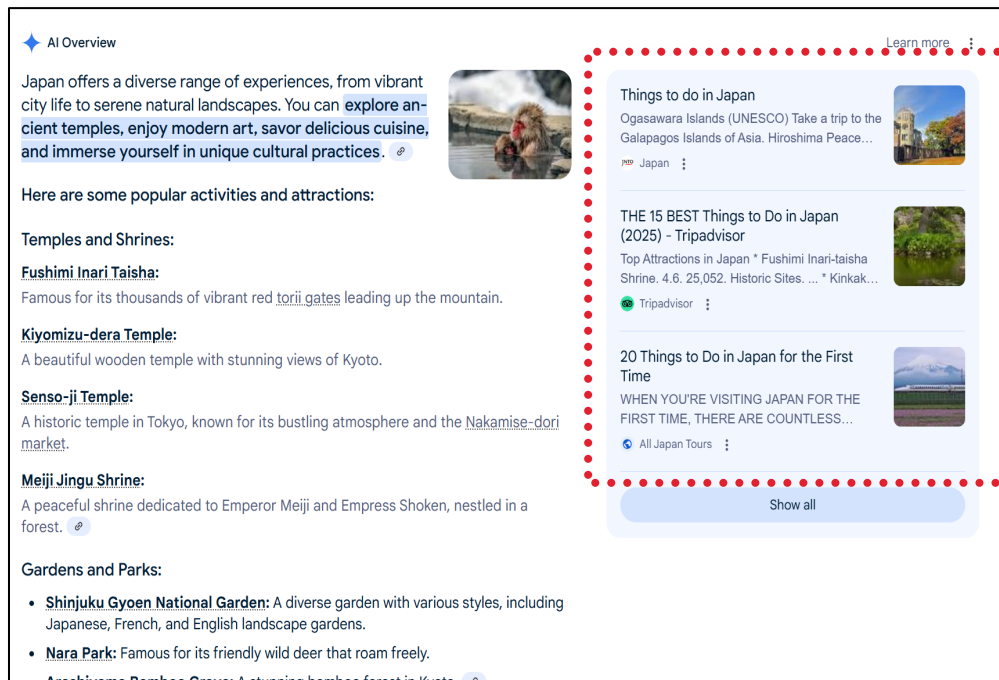 AI Overview
Learn more
Japan offers a diverse range of experiences, from vibrant
city life to serene natural landscapes. You can explore an-
cient temples, enjoy modern art, savor delicious cuisine,
and immerse yourself in unique cultural practices.
Here are some popular activities and attractions:
Temples and Shrines:
Fushimi Inari Taisha:
Famous for its thousands of vibrant red torii gates leading up the mountain.
Kiyomizu-dera Temple:
A beautiful wooden temple with stunning views of Kyoto.
Senso-ji Temple:
A historic temple in Tokyo, known for its bustling atmosphere and the Nakamise-dori
market.
Meiji Jingu Shrine:
A peaceful shrine dedicated to Emperor Meiji and Empress Shoken, nestled in a
forest.
Gardens and Parks:
• Shinjuku Gyoen National Garden: A diverse garden with various styles, including
Japanese, French, and English landscape gardens.
• Nara Park: Famous for its friendly wild deer that roam freely.
Arashiyama Bamboo Grove: A stunning bamboo forest in Kyoto.
Things to do in Japan
Ogasawara Islands (UNESCO) Take a trip to the
Galapagos Islands of Asia. Hiroshima Peace...
JNTO Japan
THE 15 BEST Things to Do in Japan
(2025) - Tripadvisor
Top Attractions in Japan * Fushimi Inari-taisha
Shrine. 4.6. 25,052. Historic Sites. ... * Kinkak...
Tripadvisor
20 Things to Do in Japan for the First
Time
WHEN YOU'RE VISITING JAPAN FOR THE
FIRST TIME, THERE ARE COUNTLESS...
All Japan Tours
Show all